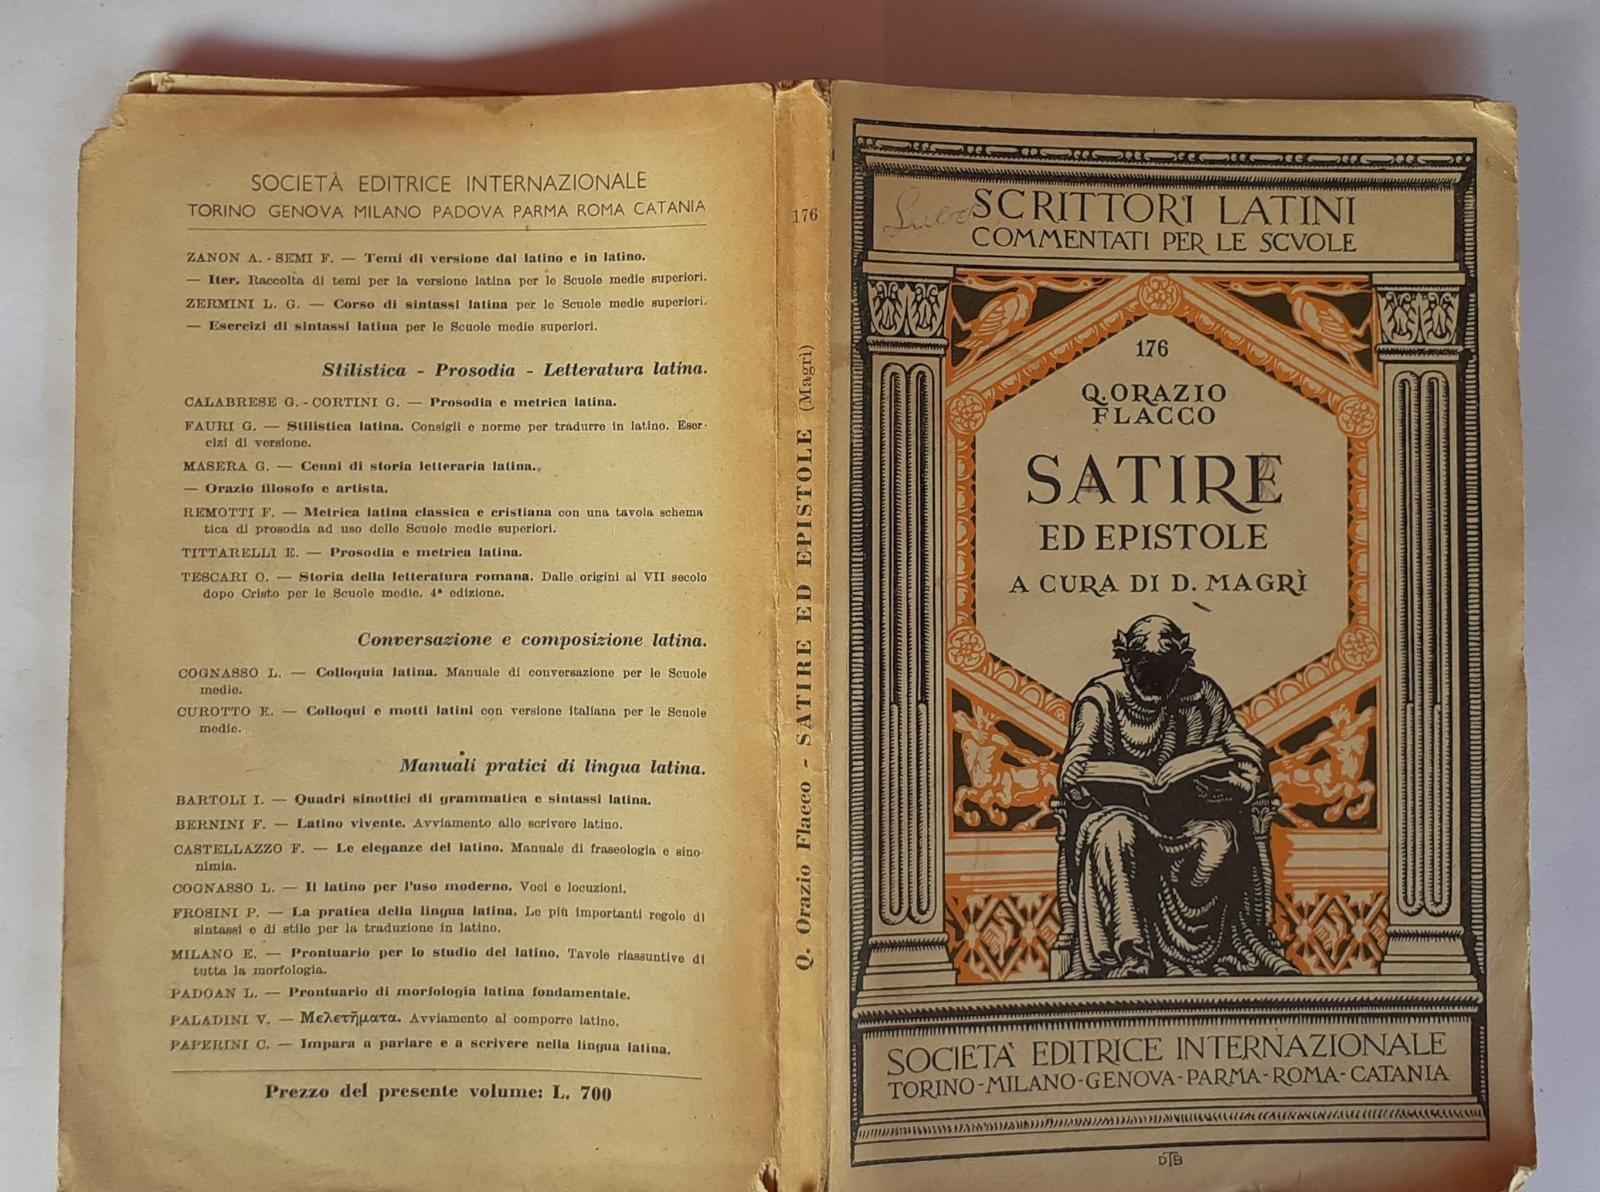 SOCIETÀ EDITRICE INTERNAZIONALE
TORINO GENOVA MILANO PADOVA PARMA ROMA CATANIA
ZANON A. - SEMI F. — Temi di versione dal latino e in latino.
— Iter. Raccolta di temi per la versione latina per le Scuole medie superiori.
ZERMINI L. G. — Corso di sintassi latina per le Scuole medie superiori.
— Esercizi di sintassi latina per le Scuole medie superiori.
Stilistica - Prosodia - Letteratura latina.
CALABRESE G. - CORTINI G. — Prosodia e metrica latina.
FAURI G. — Stilistica latina. Consigli e norme per tradurre in latino. Eser-
cizi di versione.
MASERA G. — Cenni di storia letteraria latina.
— Orazio filosofo e artista.
REMOTTI F. — Metrica latina classica e cristiana con una tavola schema
tica di prosodia ad uso delle Scuole medie superiori.
TITTARELLI E. — Prosodia e metrica latina.
TESCARI O. — Storia della letteratura romana. Dalle origini al VII secolo
dopo Cristo per le Scuole medie. 4ª edizione.
Conversazione e composizione latina.
COGNASSO L. — Colloquia latina. Manuale di conversazione per le Scuole
medie.
CUROTTO E. — Colloqui e motti latini con versione italiana per le Scuole
medie.
Manuali pratici di lingua latina.
BARTOLI I. — Quadri sinottici di grammatica e sintassi latina.
BERNINI F. — Latino vivente. Avviamento allo scrivere latino.
CASTELLAZZO F. — Le eleganze del latino. Manuale di fraseologia e sino-
nimia.
COGNASSO L. — Il latino per l'uso moderno. Voci e locuzioni.
FROSINI P. — La pratica della lingua latina. Le più importanti regole di
sintassi e di stile per la traduzione in latino.
MILANO E. — Prontuario per lo studio del latino. Tavole riassuntive di
tutta la morfologia.
PADOAN L. — Prontuario di morfologia latina fondamentale.
PALADINI V. — Μελετῆματα. Avviamento al comporre latino.
PAPERINI C. — Impara a parlare e a scrivere nella lingua latina.
Prezzo del presente volume: L. 700
176
Q. Orazio Flacco - SATIRE ED EPISTOLE (Magrì)
SCRITTORI LATINI
COMMENTATI PER LE SCVOLE
176
Q. ORAZIO
FLACCO
SATIRE
ED EPISTOLE
A CURA DI D. MAGRÌ
SOCIETÀ EDITRICE INTERNAZIONALE
TORINO-MILANO-GENOVA-PARMA-ROMA-CATANIA
DTB